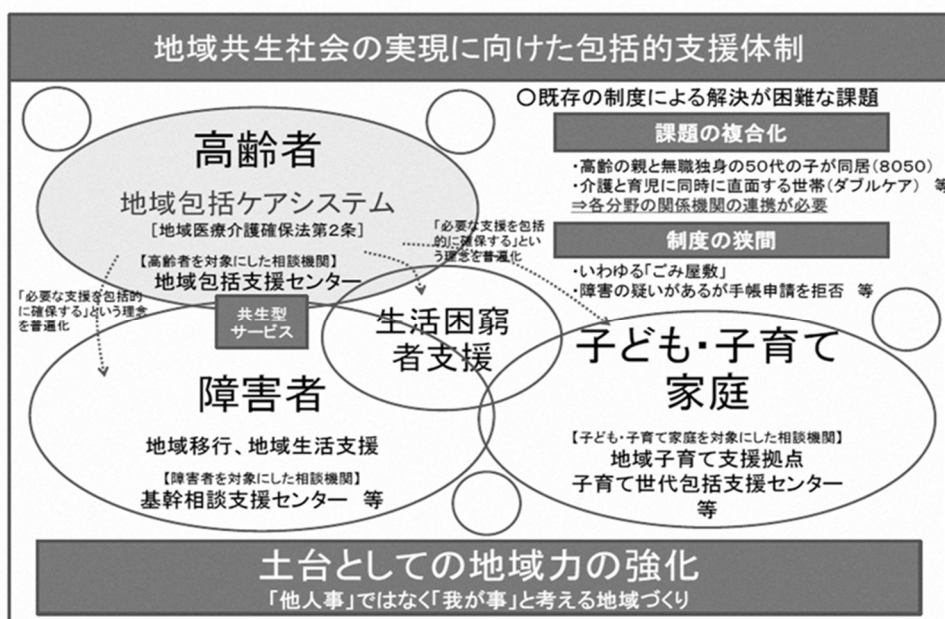 地域共生社会の実現に向けた包括的支援体制
○既存の制度による解決が困難な課題
課題の複合化
・高齢の親と無職独身の50代の子が同居(8050)
・介護と育児に同時に直面する世帯(ダブルケア) 等
⇒各分野の関係機関の連携が必要
制度の狭間
・いわゆる「ごみ屋敷」
・障害の疑いがあるが手帳申請を拒否 等
高齢者
地域包括ケアシステム
[地域医療介護確保法第2条]
【高齢者を対象にした相談機関】
地域包括支援センター
「必要な支援を包括
的に確保する」とい
う理念を普遍化
「必要な支援を包括的
に確保する」という理念
を普遍化
共生型
サービス
生活困窮
者支援
障害者
地域移行、地域生活支援
【障害者を対象にした相談機関】
基幹相談支援センター 等
子ども・子育て
家庭
【子ども・子育て家庭を対象にした相談機関】
地域子育て支援拠点
子育て世代包括支援センター
等
土台としての地域力の強化
「他人事」ではなく「我が事」と考える地域づくり